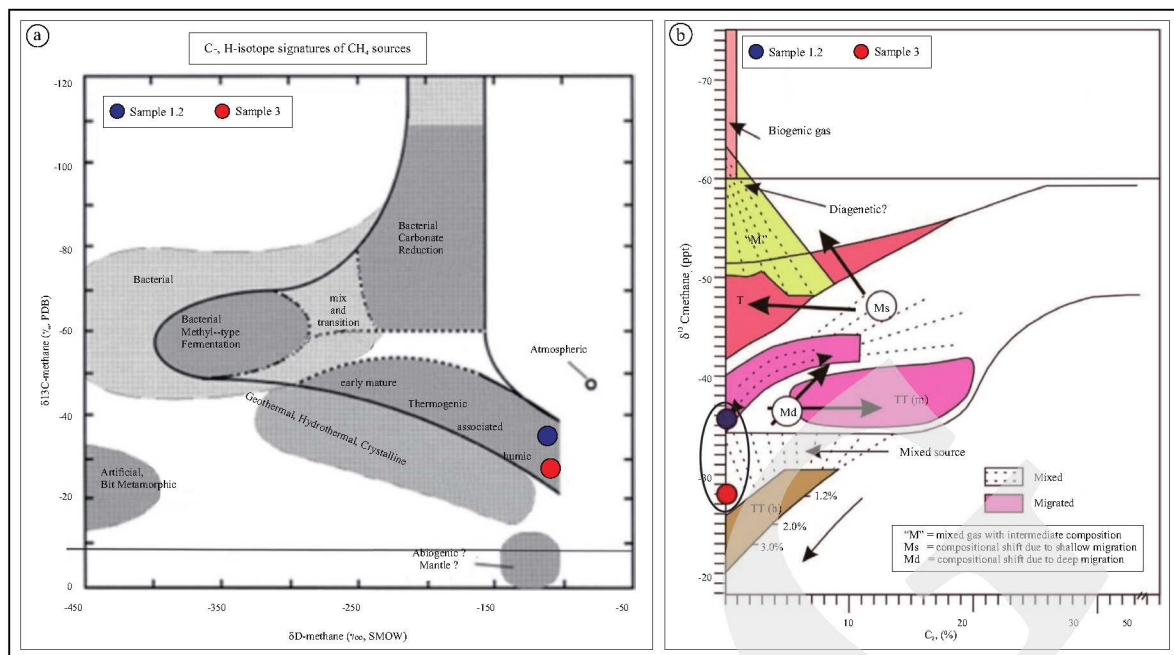 a
C-, H-isotope signatures of CH4 sources
Sample 1.2
Sample 3
-120
-100
-80
-60
-40
-20
0
δ13C-methane (‰, PDB)
Bacterial
Bacterial
Carbonate
Reduction
mix
and
transition
Bacterial
Methyl--type
Fermentation
Atmospheric
early mature
Thermogenic
associated
humic
Geothermal, Hydrothermal, Crystalline
Artificial,
Bit Metamorphic
Abiogenic ?
Mantle ?
-450
-350
-250
-150
-50
δD-methane (‰, SMOW)
b
Sample 1.2
Sample 3
-70
-60
-50
-40
-30
-20
δ13 Cmethane, (ppt)
Biogenic gas
Diagenetic?
"M"
T
Ms
Md
TT (m)
Mixed source
TT (h)
1.2%
2.0%
3.0%
Mixed
Migrated
"M" = mixed gas with intermediate composition
Ms = compositional shift due to shallow migration
Md = compositional shift due to deep migration
10
20
30
50
(%)